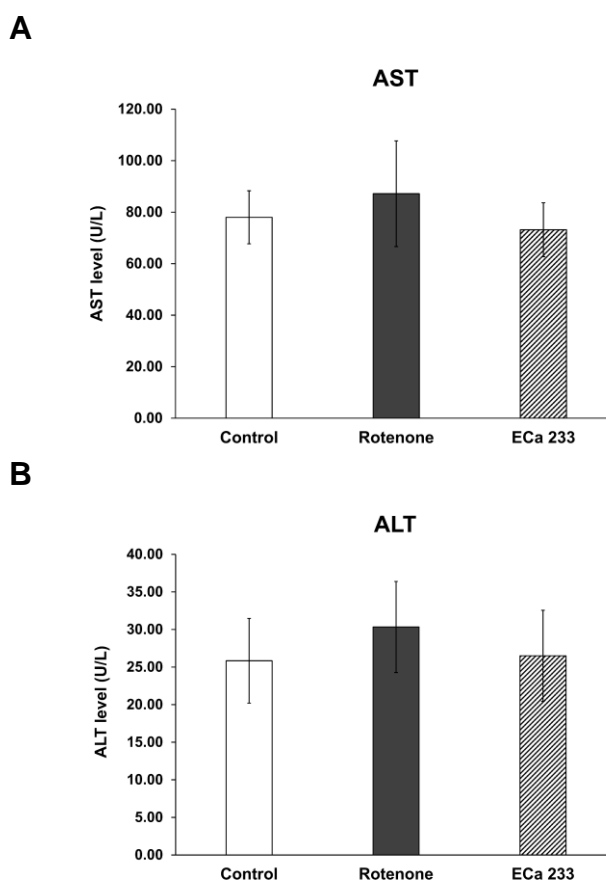 A
AST
120.00
100.00
80.00
60.00
40.00
20.00
0.00
AST level (U/L)
Control Rotenone ECa 233
B
ALT
40.00
35.00
30.00
25.00
20.00
15.00
10.00
5.00
0.00
ALT level (U/L)
Control Rotenone ECa 233